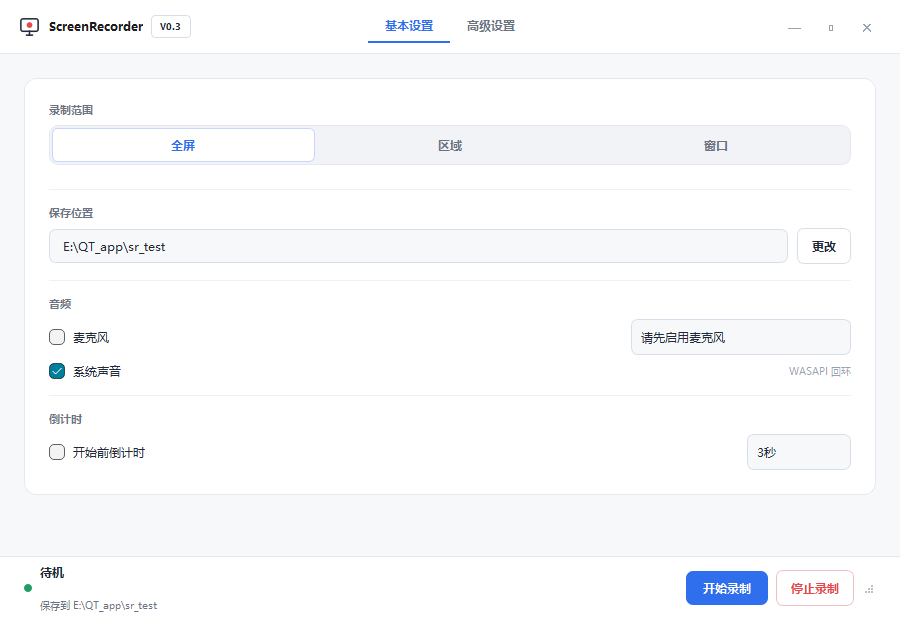 ScreenRecorder V0.3 基本设置 高级设置
录制范围
全屏 区域 窗口
保存位置
E:\QT_app\sr_test 更改
音频
麦克风 请先启用麦克风
系统声音 WASAPI 回环
倒计时
开始前倒计时 3秒
待机
保存到 E:\QT_app\sr_test
开始录制 停止录制